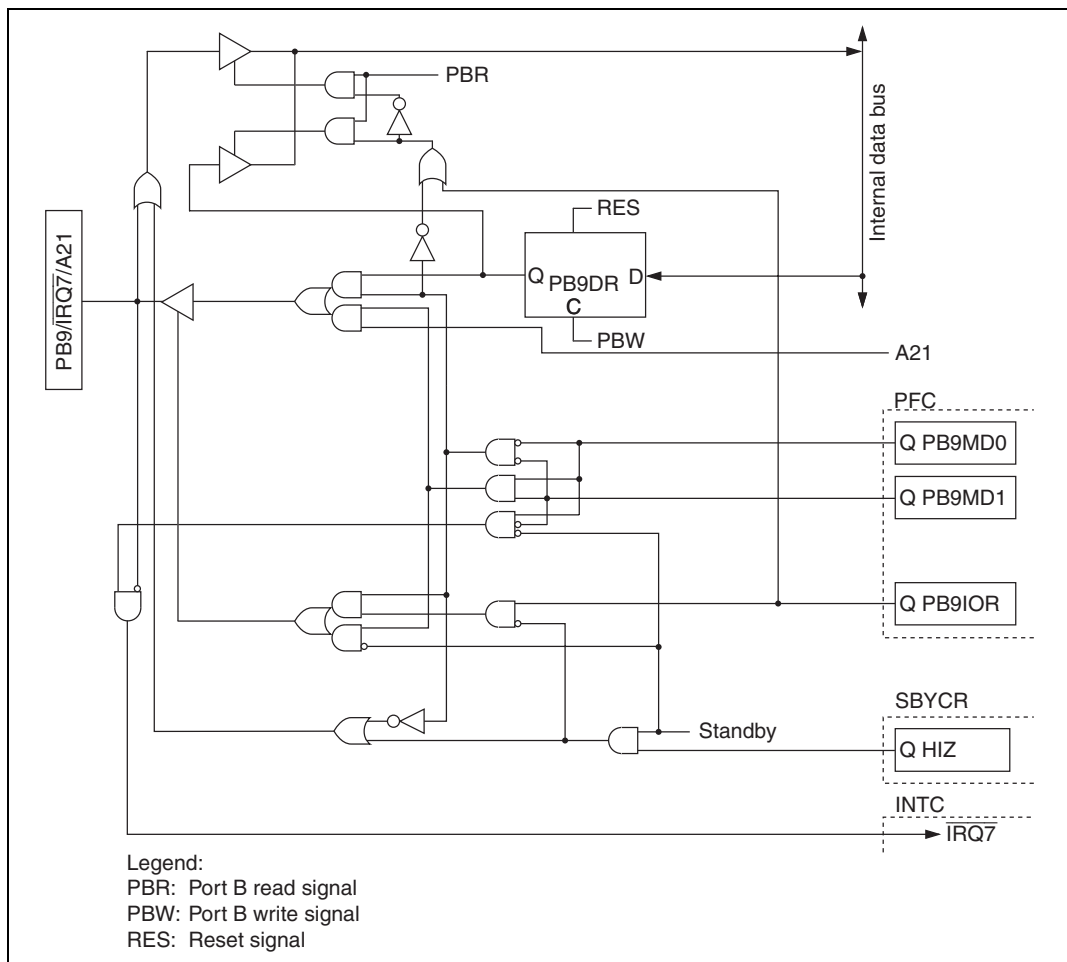 PBR
Internal data bus
RES
Q PB9DR D
C
PBW
PB9/IRQ7/A21
A21
PFC
Q PB9MD0
Q PB9MD1
Q PB9IOR
SBYCR
Standby
Q HIZ
INTC
IRQ7
Legend:
PBR: Port B read signal
PBW: Port B write signal
RES: Reset signal